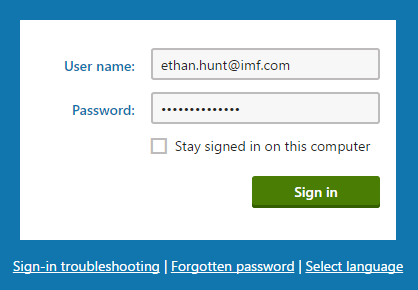 User name: ethan.hunt@imf.com
Password: ••••••••••••••
Stay signed in on this computer
Sign in
Sign-in troubleshooting | Forgotten password | Select language